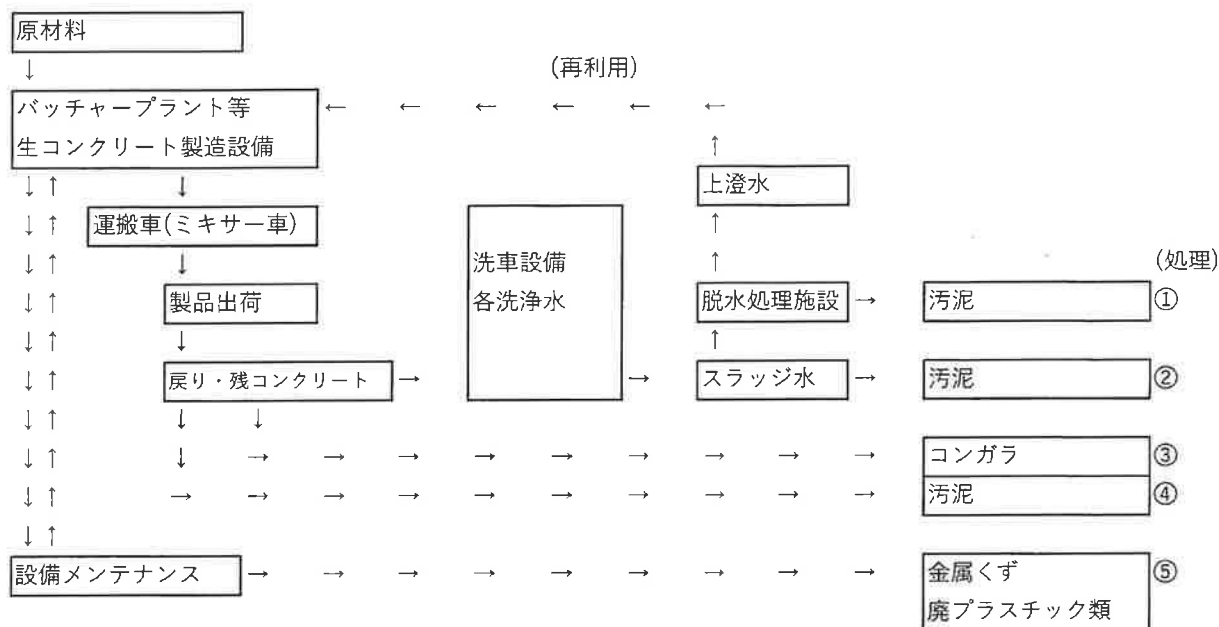 原材料
↓
(再利用)
バッチャープラント等 ← ← ← ← ← ←
生コンクリート製造設備 ↑
↓ ↑ ↓ 上澄水
↓ ↑ 運搬車(ミキサー車) ↑
↓ ↑ ↓ 洗車設備 ↑ (処理)
↓ ↑ 製品出荷 各洗浄水 脱水処理施設 → 汚泥 ①
↓ ↑ ↓ ↑
↓ ↑ 戻り・残コンクリート → → スラッジ水 → 汚泥 ②
↓ ↑ ↓ ↓
↓ ↑ ↓ → → → → → → → → → コンガラ ③
↓ ↑ → → → → → → → → → → 汚泥 ④
↓ ↑
設備メンテナンス → → → → → → → → → 金属くず ⑤
廃プラスチック類